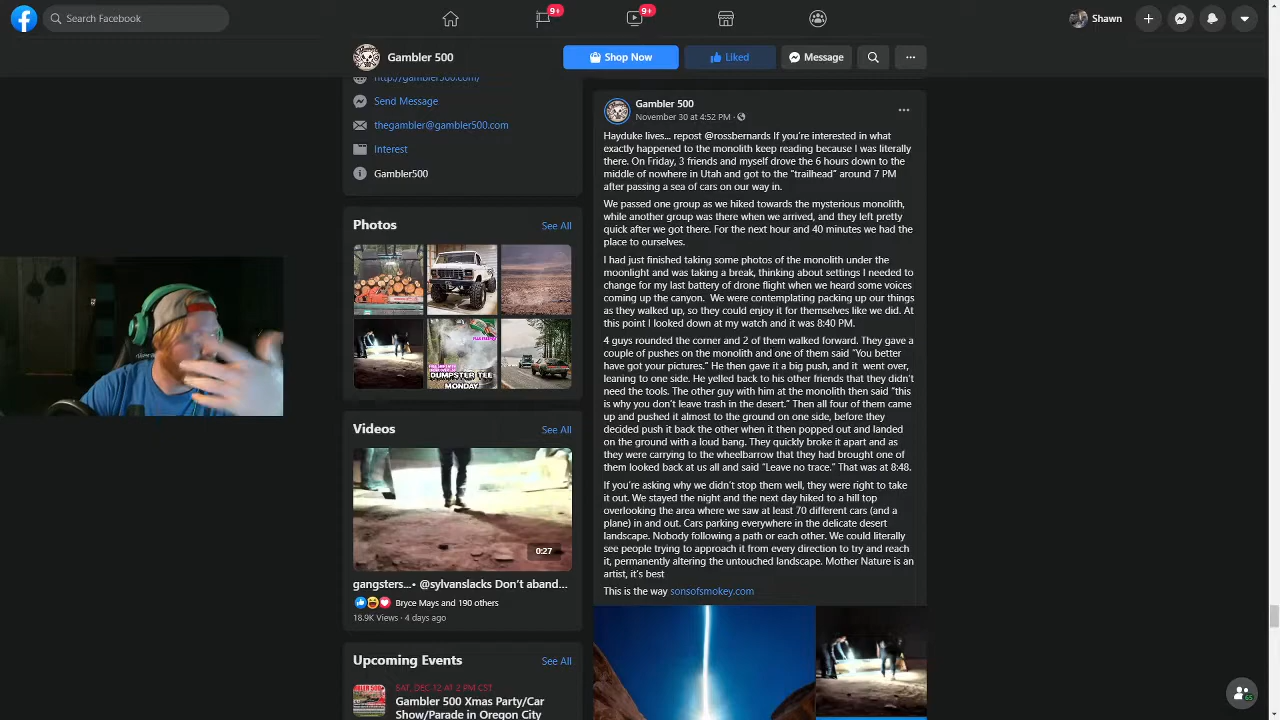 Search Facebook
9+
9+
Shawn
Gambler 500
Shop Now
Liked
Message
http://gambler500.com/
Send Message
thegambler@gambler500.com
Interest
Gambler500
Photos
See All
DUMPSTER TILE
MONDAY
Videos
See All
0:27
gangsters...• @sylvanslacks Don't aband...
Bryce Mays and 190 others
18.9K Views · 4 days ago
Upcoming Events
See All
SAT, DEC 12 AT 2 PM CST
Gambler 500 Xmas Party/Car
Show/Parade in Oregon City
Gambler 500
November 30 at 4:52 PM ·
Hayduke lives... repost @rossbernards If you're interested in what
exactly happened to the monolith keep reading because I was literally
there. On Friday, 3 friends and myself drove the 6 hours down to the
middle of nowhere in Utah and got to the “trailhead” around 7 PM
after passing a sea of cars on our way in.
We passed one group as we hiked towards the mysterious monolith,
while another group was there when we arrived, and they left pretty
quick after we got there. For the next hour and 40 minutes we had the
place to ourselves.
I had just finished taking some photos of the monolith under the
moonlight and was taking a break, thinking about settings I needed to
change for my last battery of drone flight when we heard some voices
coming up the canyon. We were contemplating packing up our things
as they walked up, so they could enjoy it for themselves like we did. At
this point I looked down at my watch and it was 8:40 PM.
4 guys rounded the corner and 2 of them walked forward. They gave a
couple of pushes on the monolith and one of them said “You better
have got your pictures.” He then gave it a big push, and it went over,
leaning to one side. He yelled back to his other friends that they didn't
need the tools. The other guy with him at the monolith then said “this
is why you don't leave trash in the desert.” Then all four of them came
up and pushed it almost to the ground on one side, before they
decided push it back the other when it then popped out and landed
on the ground with a loud bang. They quickly broke it apart and as
they were carrying to the wheelbarrow that they had brought one of
them looked back at us all and said “Leave no trace.” That was at 8:48.
If you're asking why we didn't stop them well, they were right to take
it out. We stayed the night and the next day hiked to a hill top
overlooking the area where we saw at least 70 different cars (and a
plane) in and out. Cars parking everywhere in the delicate desert
landscape. Nobody following a path or each other. We could literally
see people trying to approach it from every direction to try and reach
it, permanently altering the untouched landscape. Mother Nature is an
artist, it's best
This is the way sonsofsmokey.com